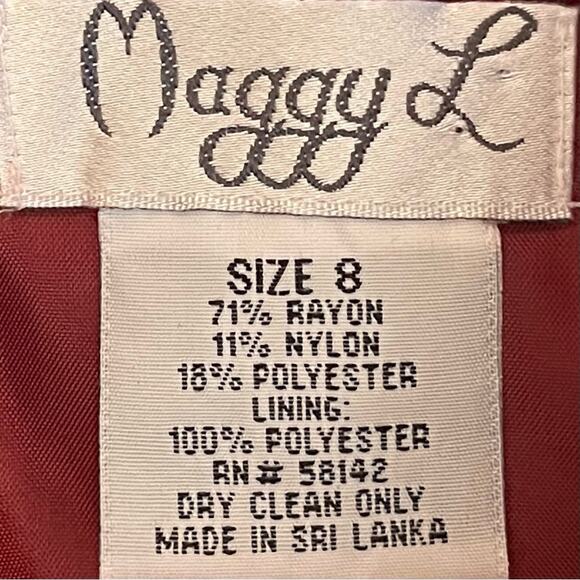 Maggy L
SIZE 8
71% RAYON
11% NYLON
18% POLYESTER
LINING:
100% POLYESTER
RN# 58142
DRY CLEAN ONLY
MADE IN SRI LANKA